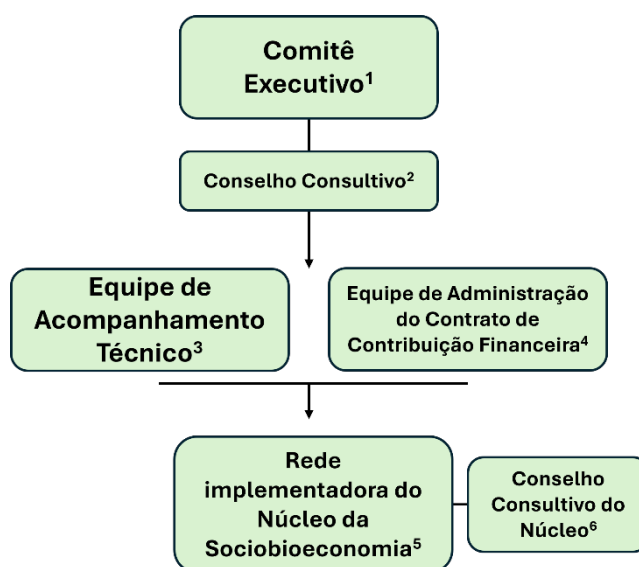 Comitê
Executivo¹
Conselho Consultivo²
Equipe de
Acompanhamento
Técnico³
Equipe de Administração
do Contrato de
Contribuição Financeira⁴
Rede
implementadora do
Núcleo da
Sociobioeconomia⁵
Conselho
Consultivo do
Núcleo⁶